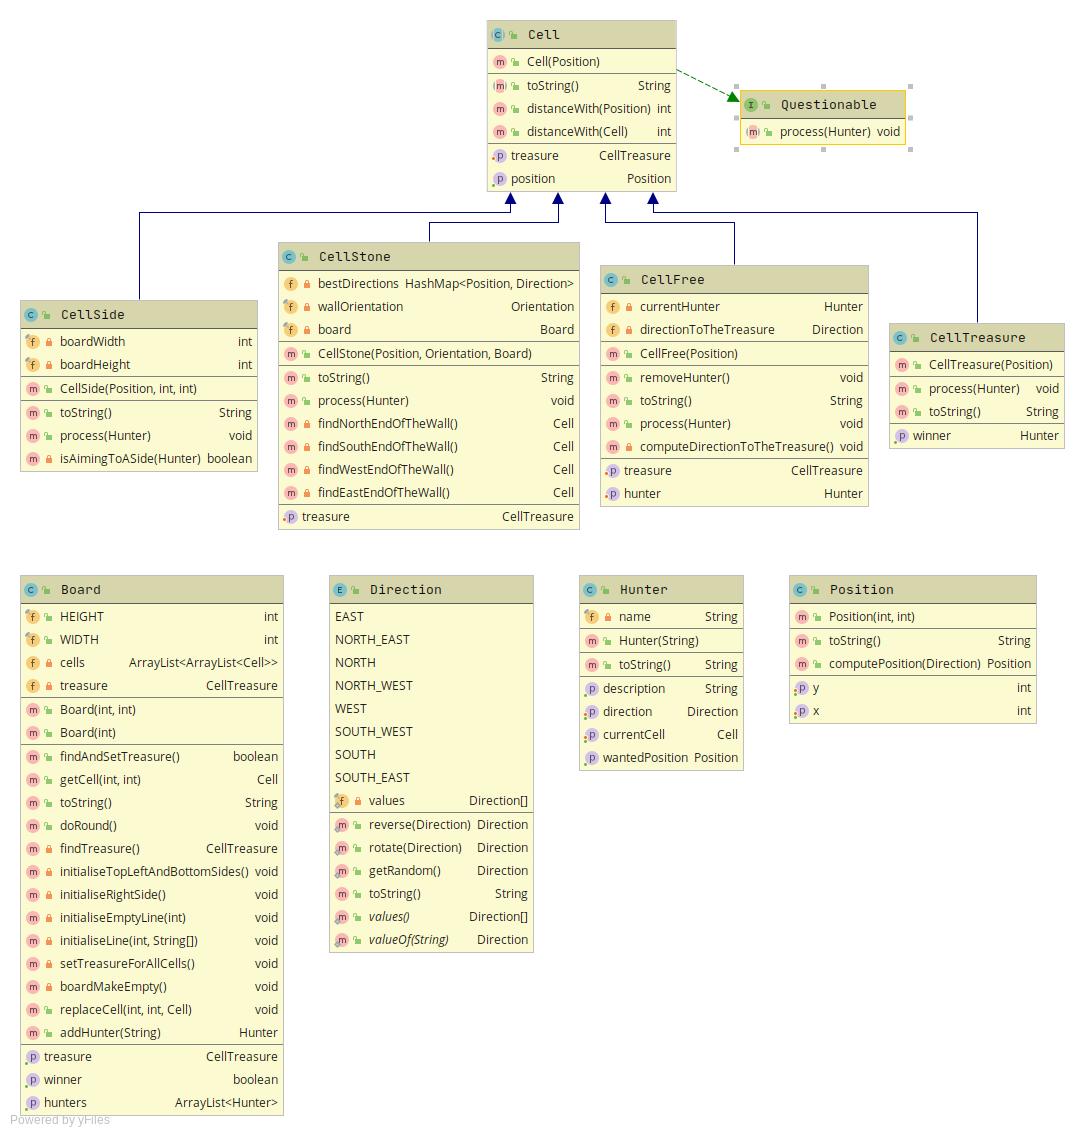 Cell
Cell(Position)
toString() String
distanceWith(Position) int
distanceWith(Cell) int
treasure CellTreasure
position Position
Questionable
process(Hunter) void
CellSide
boardWidth int
boardHeight int
CellSide(Position, int, int)
toString() String
process(Hunter) void
isAimingToASide(Hunter) boolean
CellStone
bestDirections HashMap<Position, Direction>
wallOrientation Orientation
board Board
CellStone(Position, Orientation, Board)
toString() String
process(Hunter) void
findNorthEndOfTheWall() Cell
findSouthEndOfTheWall() Cell
findWestEndOfTheWall() Cell
findEastEndOfTheWall() Cell
treasure CellTreasure
CellFree
currentHunter Hunter
directionToTheTreasure Direction
CellFree(Position)
removeHunter() void
toString() String
process(Hunter) void
computeDirectionToTheTreasure() void
treasure CellTreasure
hunter Hunter
CellTreasure
CellTreasure(Position)
process(Hunter) void
toString() String
winner Hunter
Board
HEIGHT int
WIDTH int
cells ArrayList<ArrayList<Cell>>
treasure CellTreasure
Board(int, int)
Board(int)
findAndSetTreasure() boolean
getCell(int, int) Cell
toString() String
doRound() void
findTreasure() CellTreasure
initialiseTopLeftAndBottomSides() void
initialiseRightSide() void
initialiseEmptyLine(int) void
initialiseLine(int, String[]) void
setTreasureForAllCells() void
boardMakeEmpty() void
replaceCell(int, int, Cell) void
addHunter(String) Hunter
treasure CellTreasure
winner boolean
hunters ArrayList<Hunter>
Direction
EAST
NORTH_EAST
NORTH
NORTH_WEST
WEST
SOUTH_WEST
SOUTH
SOUTH_EAST
values Direction[]
reverse(Direction) Direction
rotate(Direction) Direction
getRandom() Direction
toString() String
values() Direction[]
valueOf(String) Direction
Hunter
name String
Hunter(String)
toString() String
description String
direction Direction
currentCell Cell
wantedPosition Position
Position
Position(int, int)
toString() String
computePosition(Direction) Position
y int
x int
Powered by yFiles